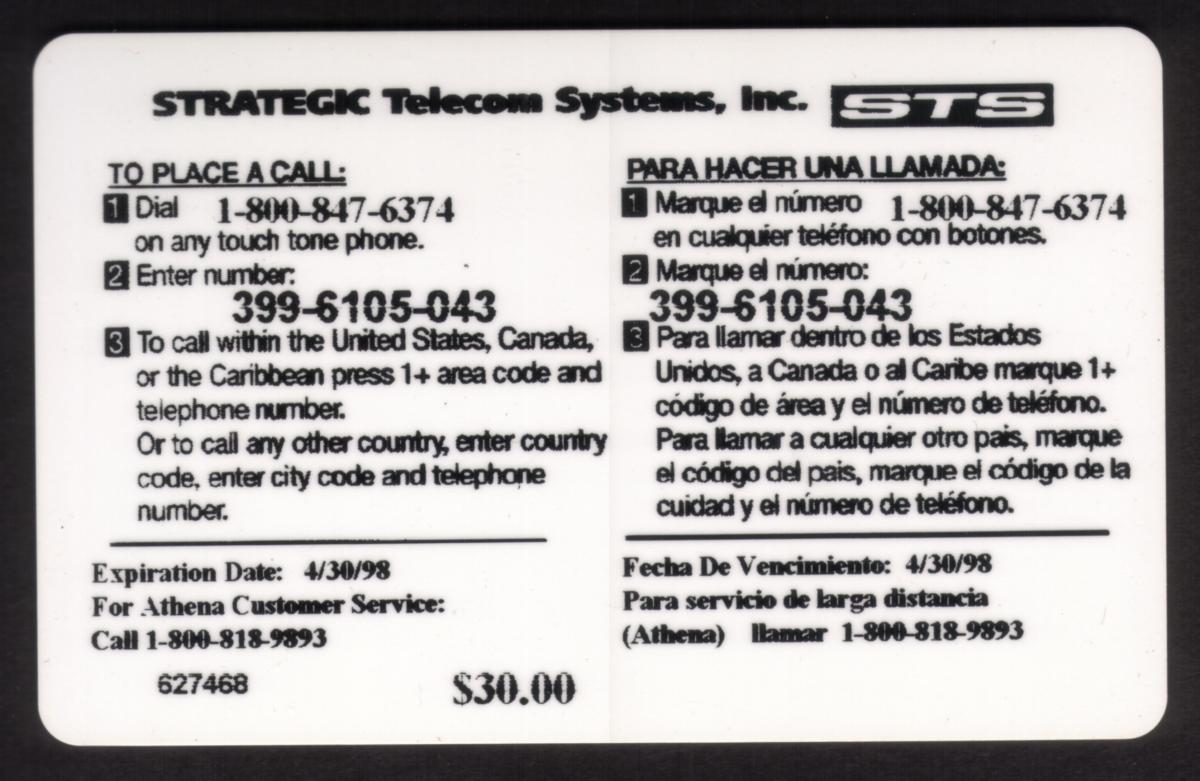 STRATEGIC Telecom Systems, Inc. STS
TO PLACE A CALL:
1 Dial 1-800-847-6374
on any touch tone phone.
2 Enter number:
399-6105-043
3 To call within the United States, Canada,
or the Caribbean press 1+ area code and
telephone number.
Or to call any other country, enter country
code, enter city code and telephone
number.
Expiration Date: 4/30/98
For Athena Customer Service:
Call 1-800-818-9893
627468 $30.00
PARA HACER UNA LLAMADA:
1 Marque el número 1-800-847-6374
en cualquier teléfono con botones.
2 Marque el número:
399-6105-043
3 Para llamar dentro de los Estados
Unidos, a Canada o al Caribe marque 1+
código de área y el número de teléfono.
Para llamar a cualquier otro pais, marque
el código del pais, marque el código de la
cuidad y el número de teléfono.
Fecha De Vencimiento: 4/30/98
Para servicio de larga distancia
(Athena) llamar 1-800-818-9893